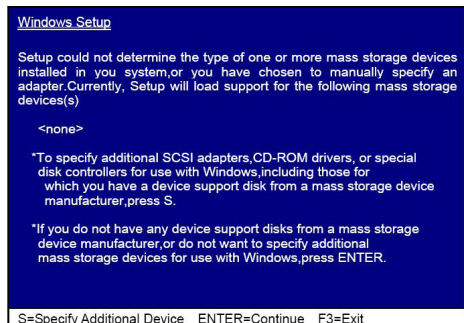 Windows Setup
Setup could not determine the type of one or more mass storage devices
installed in you system,or you have chosen to manually specify an
adapter.Currently, Setup will load support for the following mass storage
devices(s)
<none>
*To specify additional SCSI adapters,CD-ROM drivers, or special
disk controllers for use with Windows,including those for
which you have a device support disk from a mass storage device
manufacturer,press S.
*If you do not have any device support disks from a mass storage
device manufacturer,or do not want to specify additional
mass storage devices for use with Windows,press ENTER.
S=Specify Additional Device ENTER=Continue F3=Exit